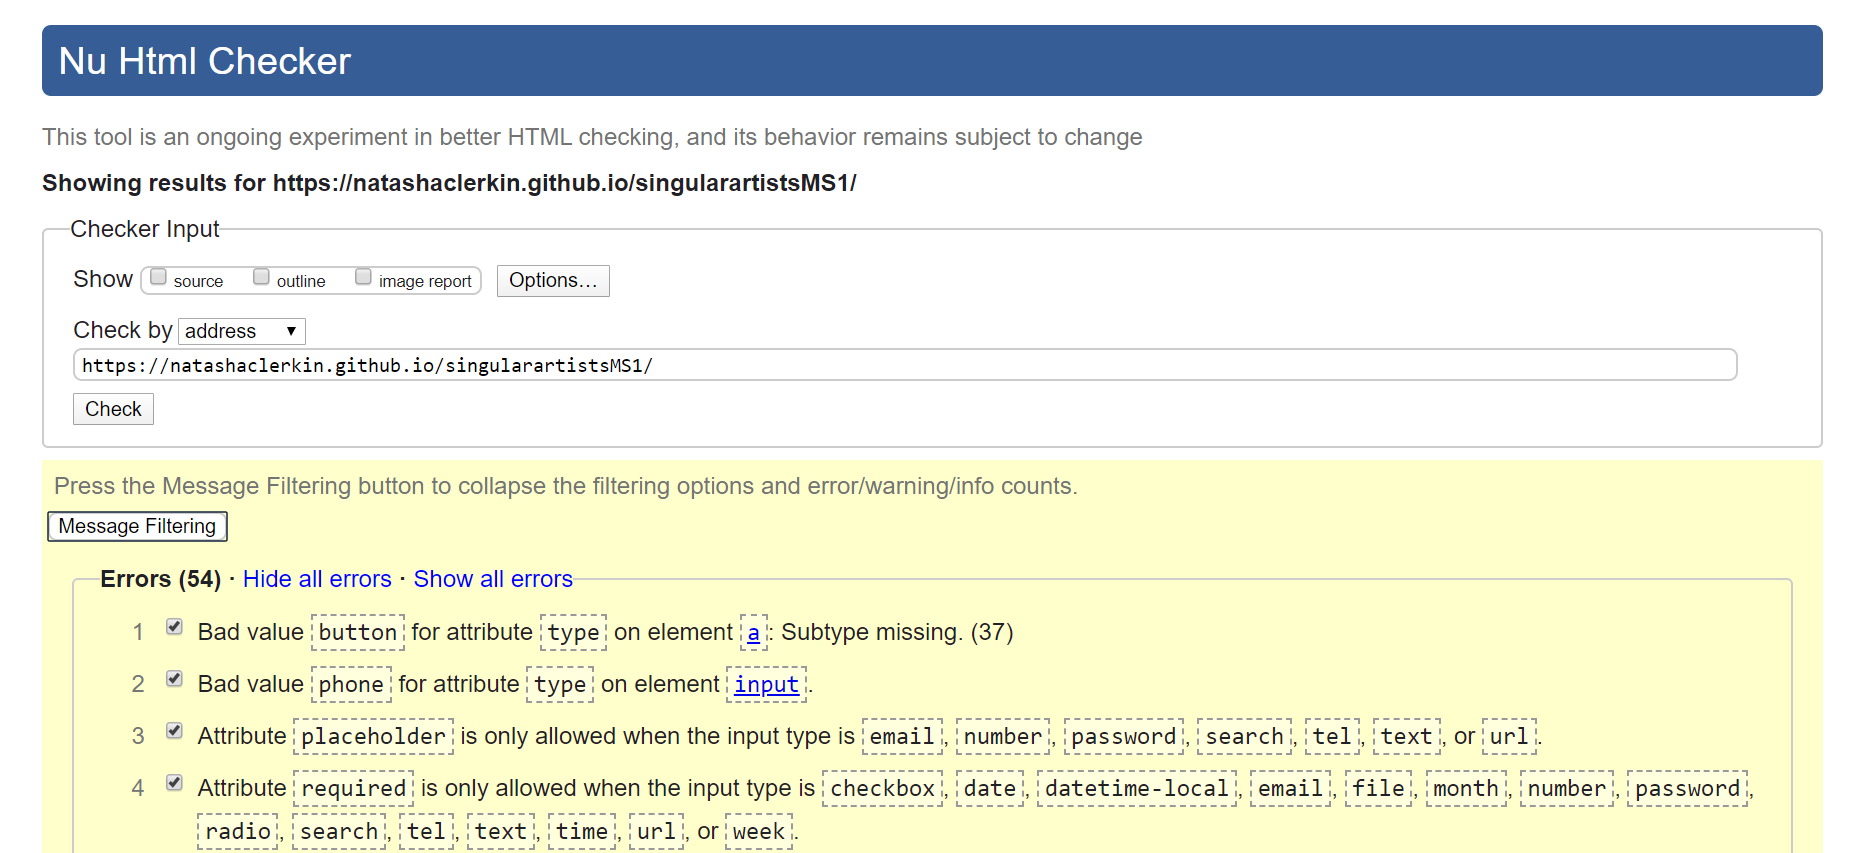 Nu Html Checker
This tool is an ongoing experiment in better HTML checking, and its behavior remains subject to change
Showing results for https://natashaclerkin.github.io/singularartistsMS1/
Checker Input
Show source outline image report Options…
Check by address ▼
https://natashaclerkin.github.io/singularartistsMS1/
Check
Press the Message Filtering button to collapse the filtering options and error/warning/info counts.
Message Filtering
Errors (54) · Hide all errors · Show all errors
1 Bad value button for attribute type on element a: Subtype missing. (37)
2 Bad value phone for attribute type on element input.
3 Attribute placeholder is only allowed when the input type is email, number, password, search, tel, text, or url.
4 Attribute required is only allowed when the input type is checkbox, date, datetime-local, email, file, month, number, password,
radio, search, tel, text, time, url, or week.